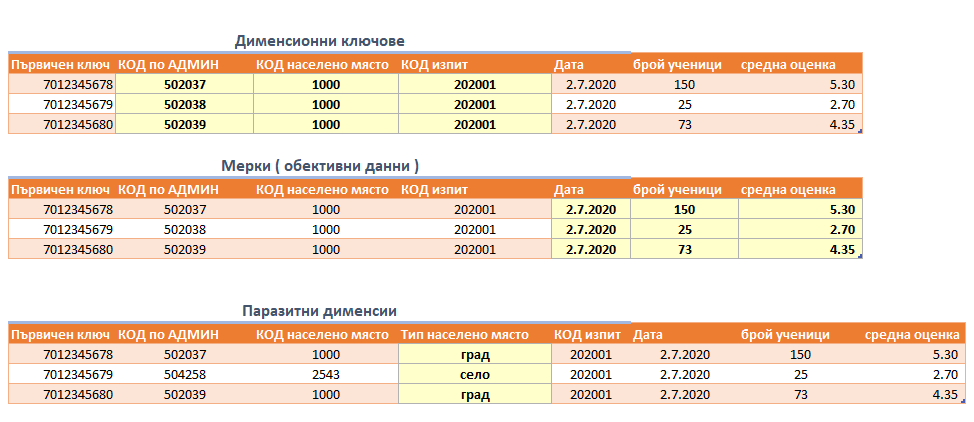 Дименсионни ключове
Първичен ключ КОД по АДМИН КОД населено място КОД изпит Дата брой ученици средна оценка
7012345678 502037 1000 202001 2.7.2020 150 5.30
7012345679 502038 1000 202001 2.7.2020 25 2.70
7012345680 502039 1000 202001 2.7.2020 73 4.35
Мерки ( обективни данни )
Първичен ключ КОД по АДМИН КОД населено място КОД изпит Дата брой ученици средна оценка
7012345678 502037 1000 202001 2.7.2020 150 5.30
7012345679 502038 1000 202001 2.7.2020 25 2.70
7012345680 502039 1000 202001 2.7.2020 73 4.35
Паразитни дименсии
Първичен ключ КОД по АДМИН КОД населено място Тип населено място КОД изпит Дата брой ученици средна оценка
7012345678 502037 1000 град 202001 2.7.2020 150 5.30
7012345679 504258 2543 село 202001 2.7.2020 25 2.70
7012345680 502039 1000 град 202001 2.7.2020 73 4.35